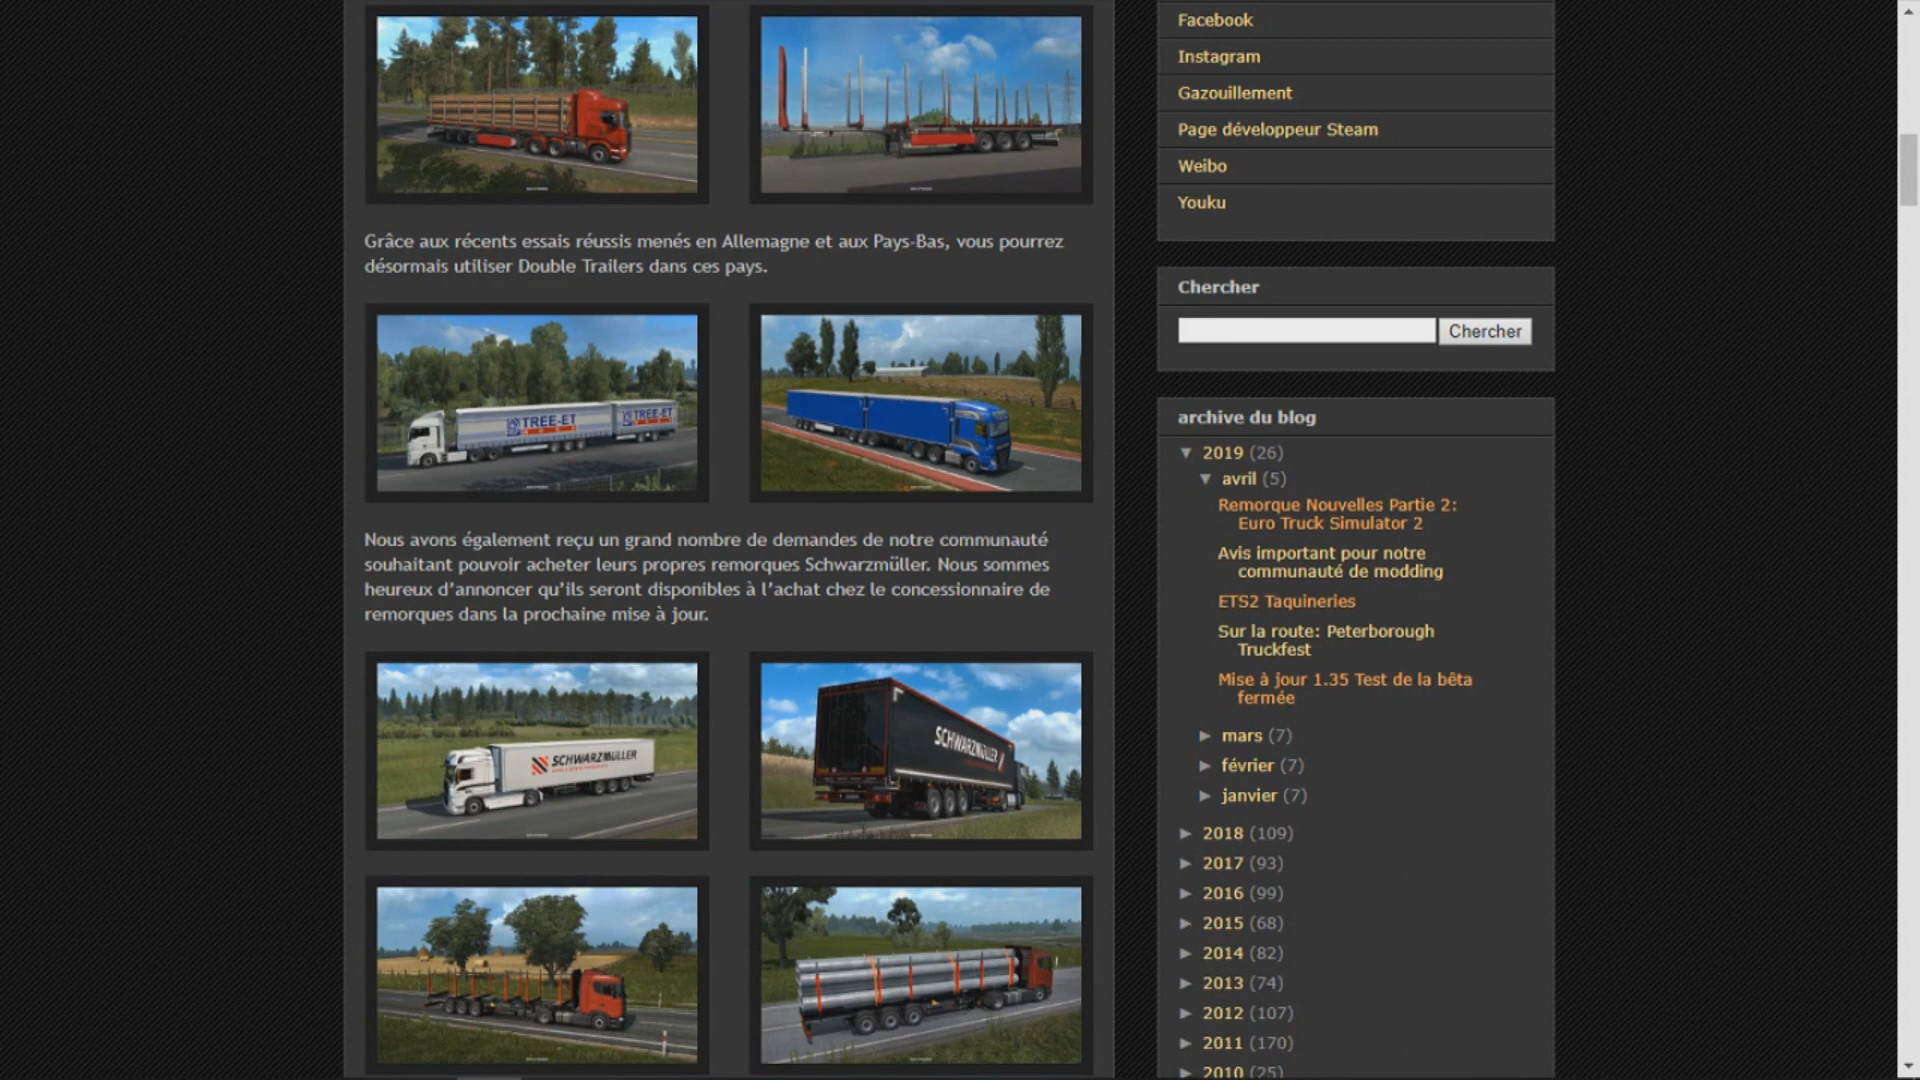 Grâce aux récents essais réussis menés en Allemagne et aux Pays-Bas, vous pourrez
désormais utiliser Double Trailers dans ces pays.
TREE-ET
TREE-ET
Nous avons également reçu un grand nombre de demandes de notre communauté
souhaitant pouvoir acheter leurs propres remorques Schwarzmüller. Nous sommes
heureux d’annoncer qu’ils seront disponibles à l’achat chez le concessionnaire de
remorques dans la prochaine mise à jour.
SCHWARZMÜLLER
SCHWARZMÜLLER
Facebook
Instagram
Gazouillement
Page développeur Steam
Weibo
Youku
Chercher
Chercher
archive du blog
▼ 2019 (26)
▼ avril (5)
Remorque Nouvelles Partie 2:
Euro Truck Simulator 2
Avis important pour notre
communauté de modding
ETS2 Taquineries
Sur la route: Peterborough
Truckfest
Mise à jour 1.35 Test de la bêta
fermée
► mars (7)
► février (7)
► janvier (7)
► 2018 (109)
► 2017 (93)
► 2016 (99)
► 2015 (68)
► 2014 (82)
► 2013 (74)
► 2012 (107)
► 2011 (170)
► 2010 (25)